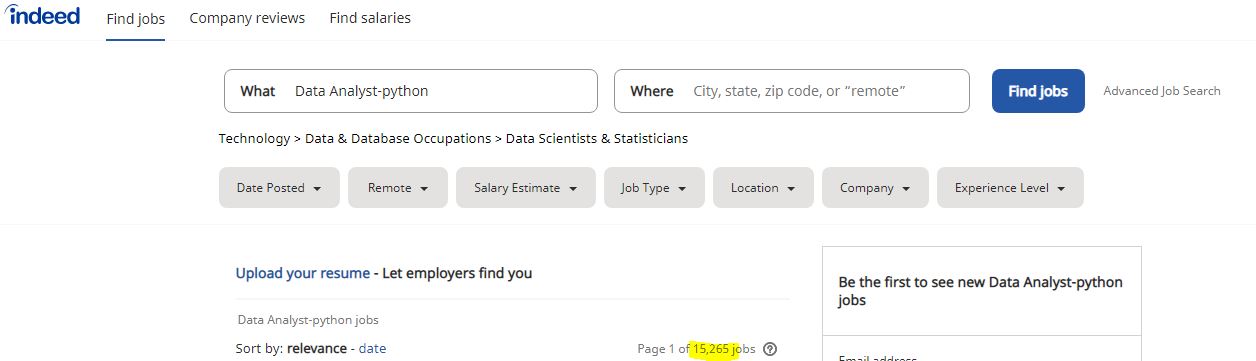 indeed
Find jobs Company reviews Find salaries
What Data Analyst-python Where City, state, zip code, or “remote” Find jobs Advanced Job Search
Technology > Data & Database Occupations > Data Scientists & Statisticians
Date Posted Remote Salary Estimate Job Type Location Company Experience Level
Upload your resume - Let employers find you
Data Analyst-python jobs
Sort by: relevance - date Page 1 of 15,265 jobs ?
Be the first to see new Data Analyst-python
jobs
Email address